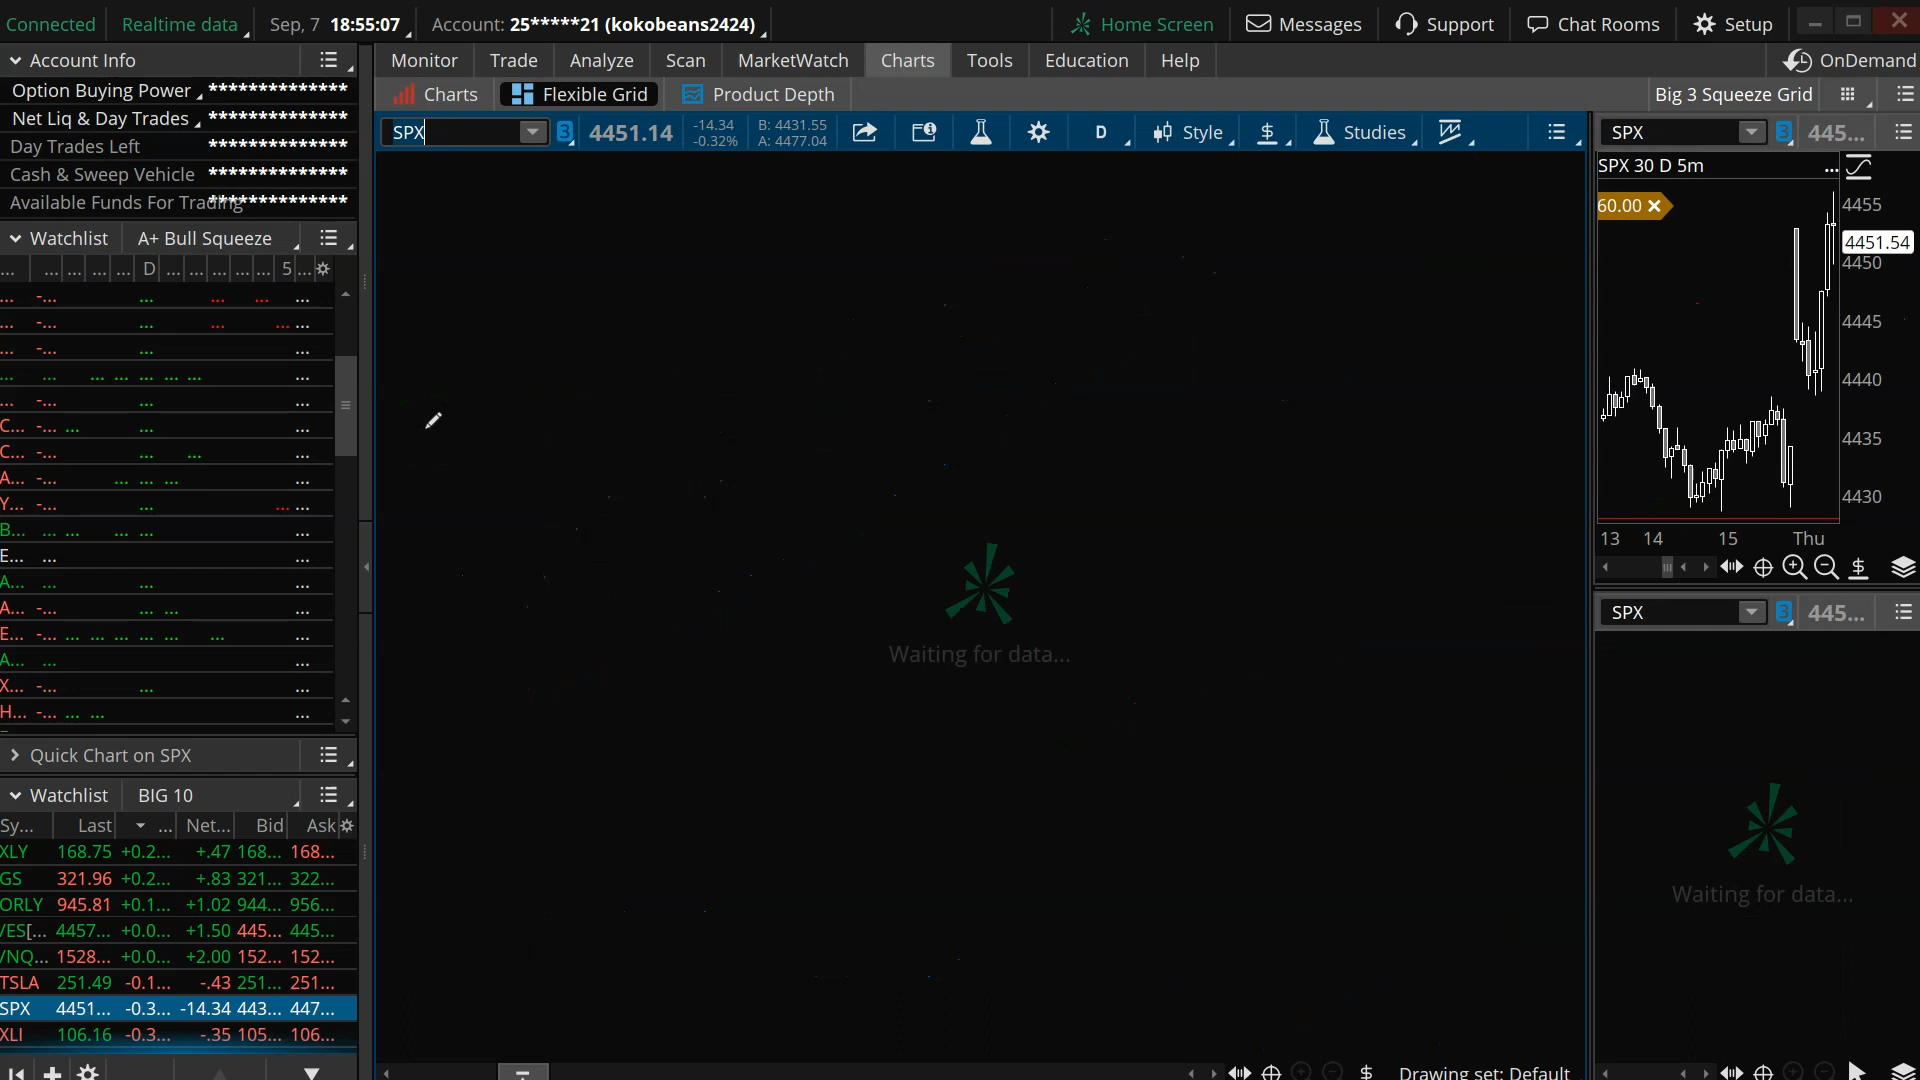 Connected Realtime data Sep, 7 18:55:07 Account: 25*****21 (kokobeans2424) Home Screen Messages Support Chat Rooms Setup
Account Info Monitor Trade Analyze Scan MarketWatch Charts Tools Education Help OnDemand
Option Buying Power **************
Charts Flexible Grid Product Depth Big 3 Squeeze Grid
Net Liq & Day Trades **************
SPX 3 4451.14 -14.34 -0.32% B: 4431.55 A: 4477.04 D Style $ Studies SPX 3 445...
Day Trades Left **************
Cash & Sweep Vehicle **************
SPX 30 D 5m ...
Available Funds For Trading **************
60.00 4455
Watchlist A+ Bull Squeeze
4451.54
4450
... ... ... ... ... D ... ... ... ... ... 5 ...
... -... ... ... ... ...
... -... ... ... ... ...
4445
... -... ... ...
... ... ... ... ... ... ... ...
4440
... -... ... ...
C... -... ... ... ...
4435
C... -... ... ... ...
A... -... ... ... ... ...
4430
Y... -... ... ... ...
B... ... ... ... ... ...
13 14 15 Thu
E... ... ...
$
A... ... ... ...
A... -... ... ... ...
SPX 3 445...
E... -... ... ... ... ... ... ... ...
A... ... ...
Waiting for data...
X... -... ... ...
H... -... ... ... ...
Quick Chart on SPX
Watchlist BIG 10
Sy... Last ... Net... Bid Ask
XLY 168.75 +0.2... +.47 168... 168...
GS 321.96 +0.2... +.83 321... 322...
Waiting for data...
ORLY 945.81 +0.1... +1.02 944... 956...
/ES[... 4457... +0.0... +1.50 445... 445...
/NQ... 1528... +0.0... +2.00 152... 152...
TSLA 251.49 -0.1... -.43 251... 251...
SPX 4451... -0.3... -14.34 443... 447...
XLI 106.16 -0.3... -.35 105... 106...
$ Drawing set: Default